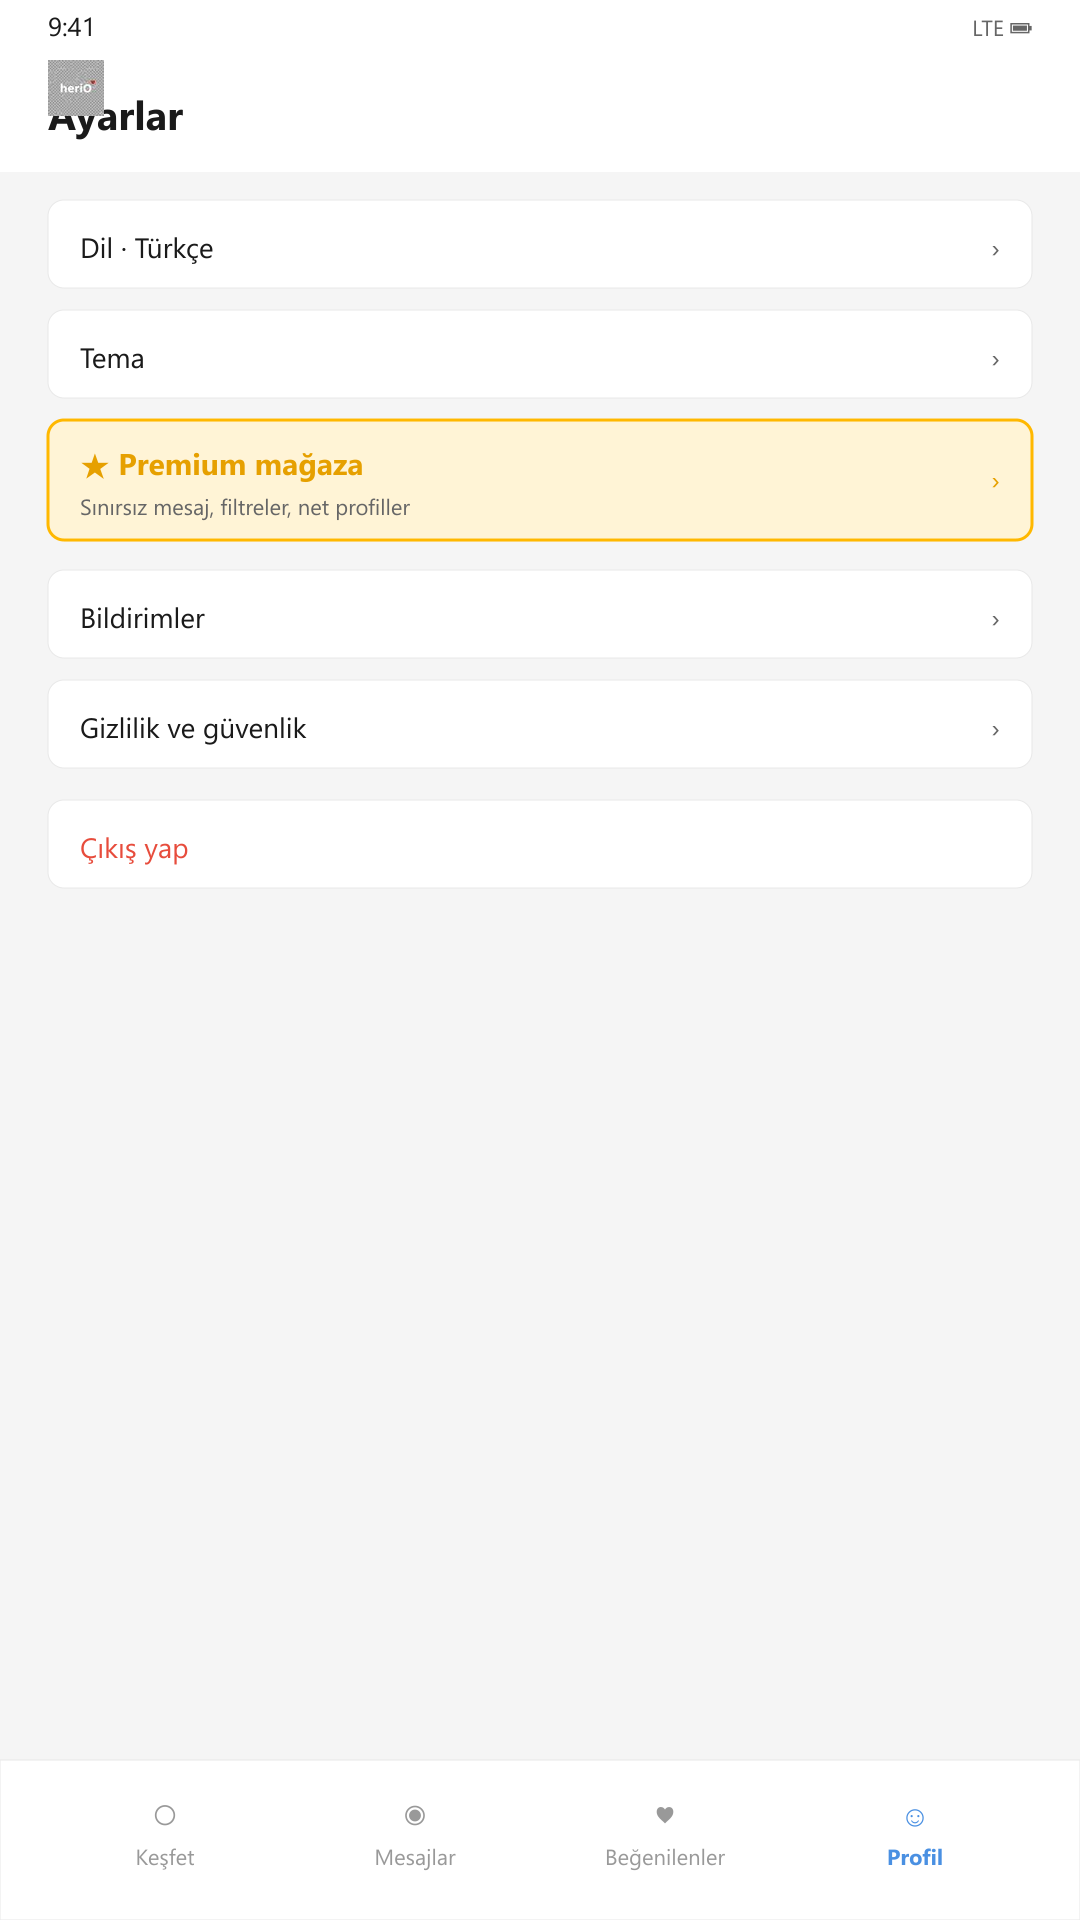 9:41
LTE
heriO
Ayarlar
Dil · Türkçe
Tema
★ Premium mağaza
Sınırsız mesaj, filtreler, net profiller
Bildirimler
Gizlilik ve güvenlik
Çıkış yap
Keşfet
Mesajlar
Beğenilenler
Profil